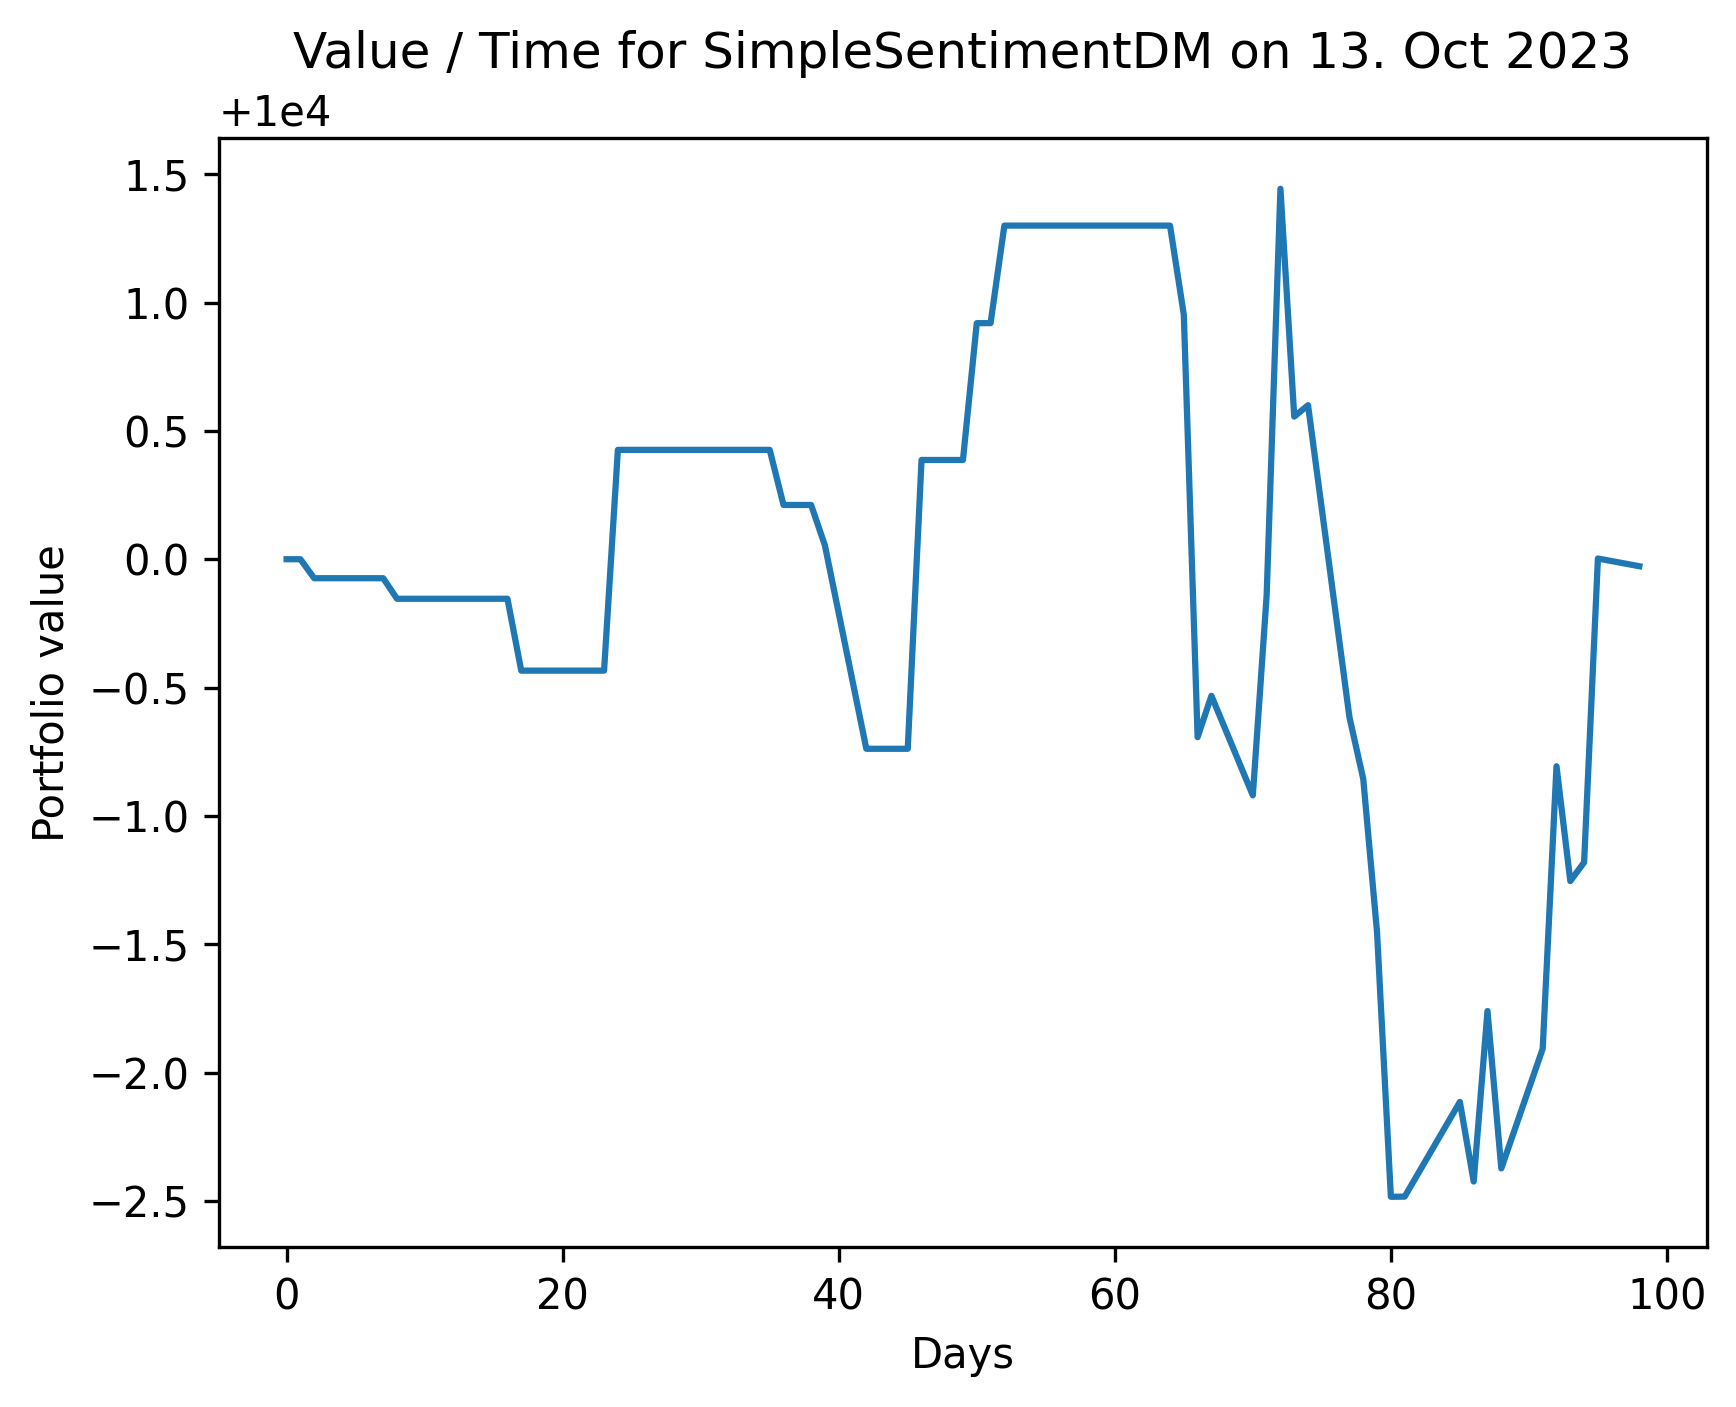 Value / Time for SimpleSentimentDM on 13. Oct 2023
+1e4
1.5
1.0
0.5
0.0
−0.5
−1.0
−1.5
−2.0
−2.5
Portfolio value
0 20 40 60 80 100
Days